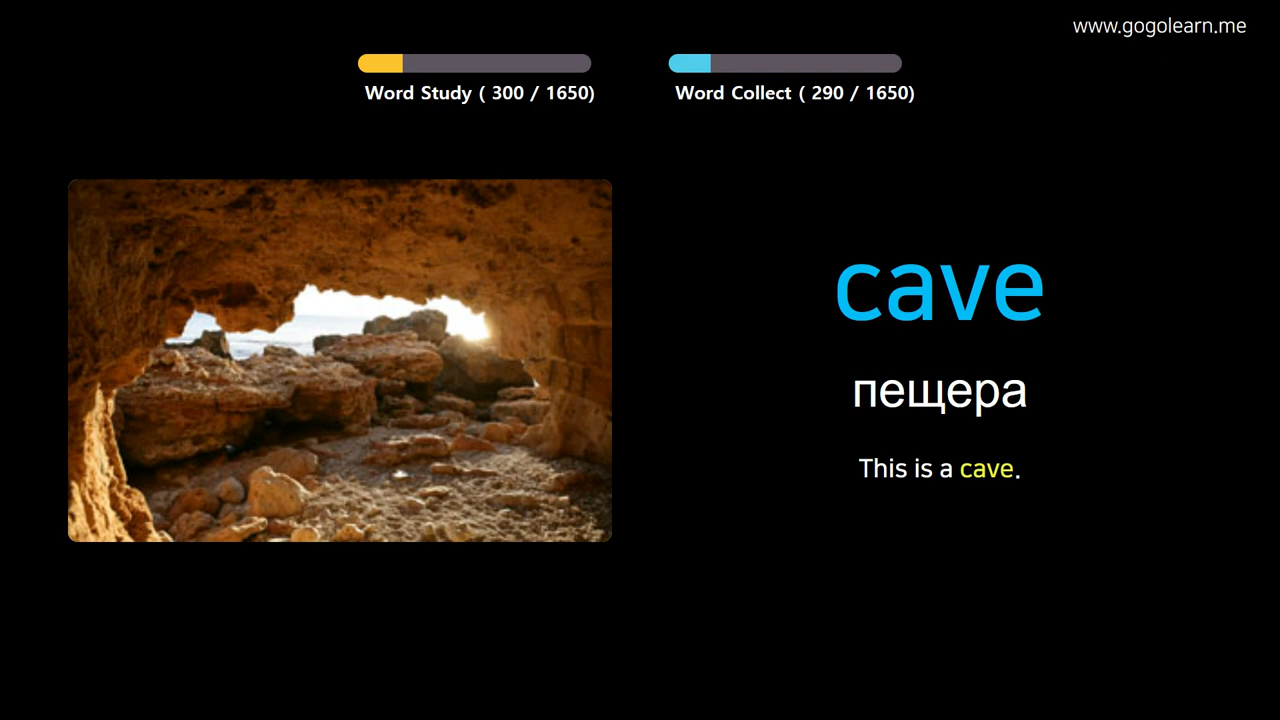 www.gogolearn.me
Word Study ( 300 / 1650)
Word Collect ( 290 / 1650)
cave
пещера
This is a cave.